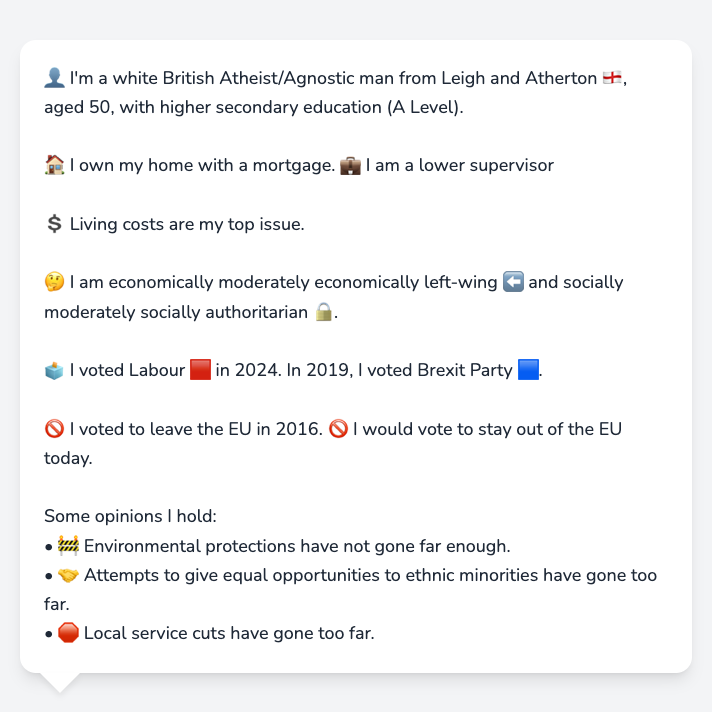 👤 I'm a white British Atheist/Agnostic man from Leigh and Atherton 🏴󠁧󠁢󠁥󠁮󠁧󠁿,
aged 50, with higher secondary education (A Level).
🏠 I own my home with a mortgage. 💼 I am a lower supervisor
💲 Living costs are my top issue.
🤔 I am economically moderately economically left-wing ⬅️ and socially
moderately socially authoritarian 🔒.
🗳️ I voted Labour 🟥 in 2024. In 2019, I voted Brexit Party 🟦.
🚫 I voted to leave the EU in 2016. 🚫 I would vote to stay out of the EU
today.
Some opinions I hold:
• 🚧 Environmental protections have not gone far enough.
• 🤝 Attempts to give equal opportunities to ethnic minorities have gone too
far.
• 🛑 Local service cuts have gone too far.